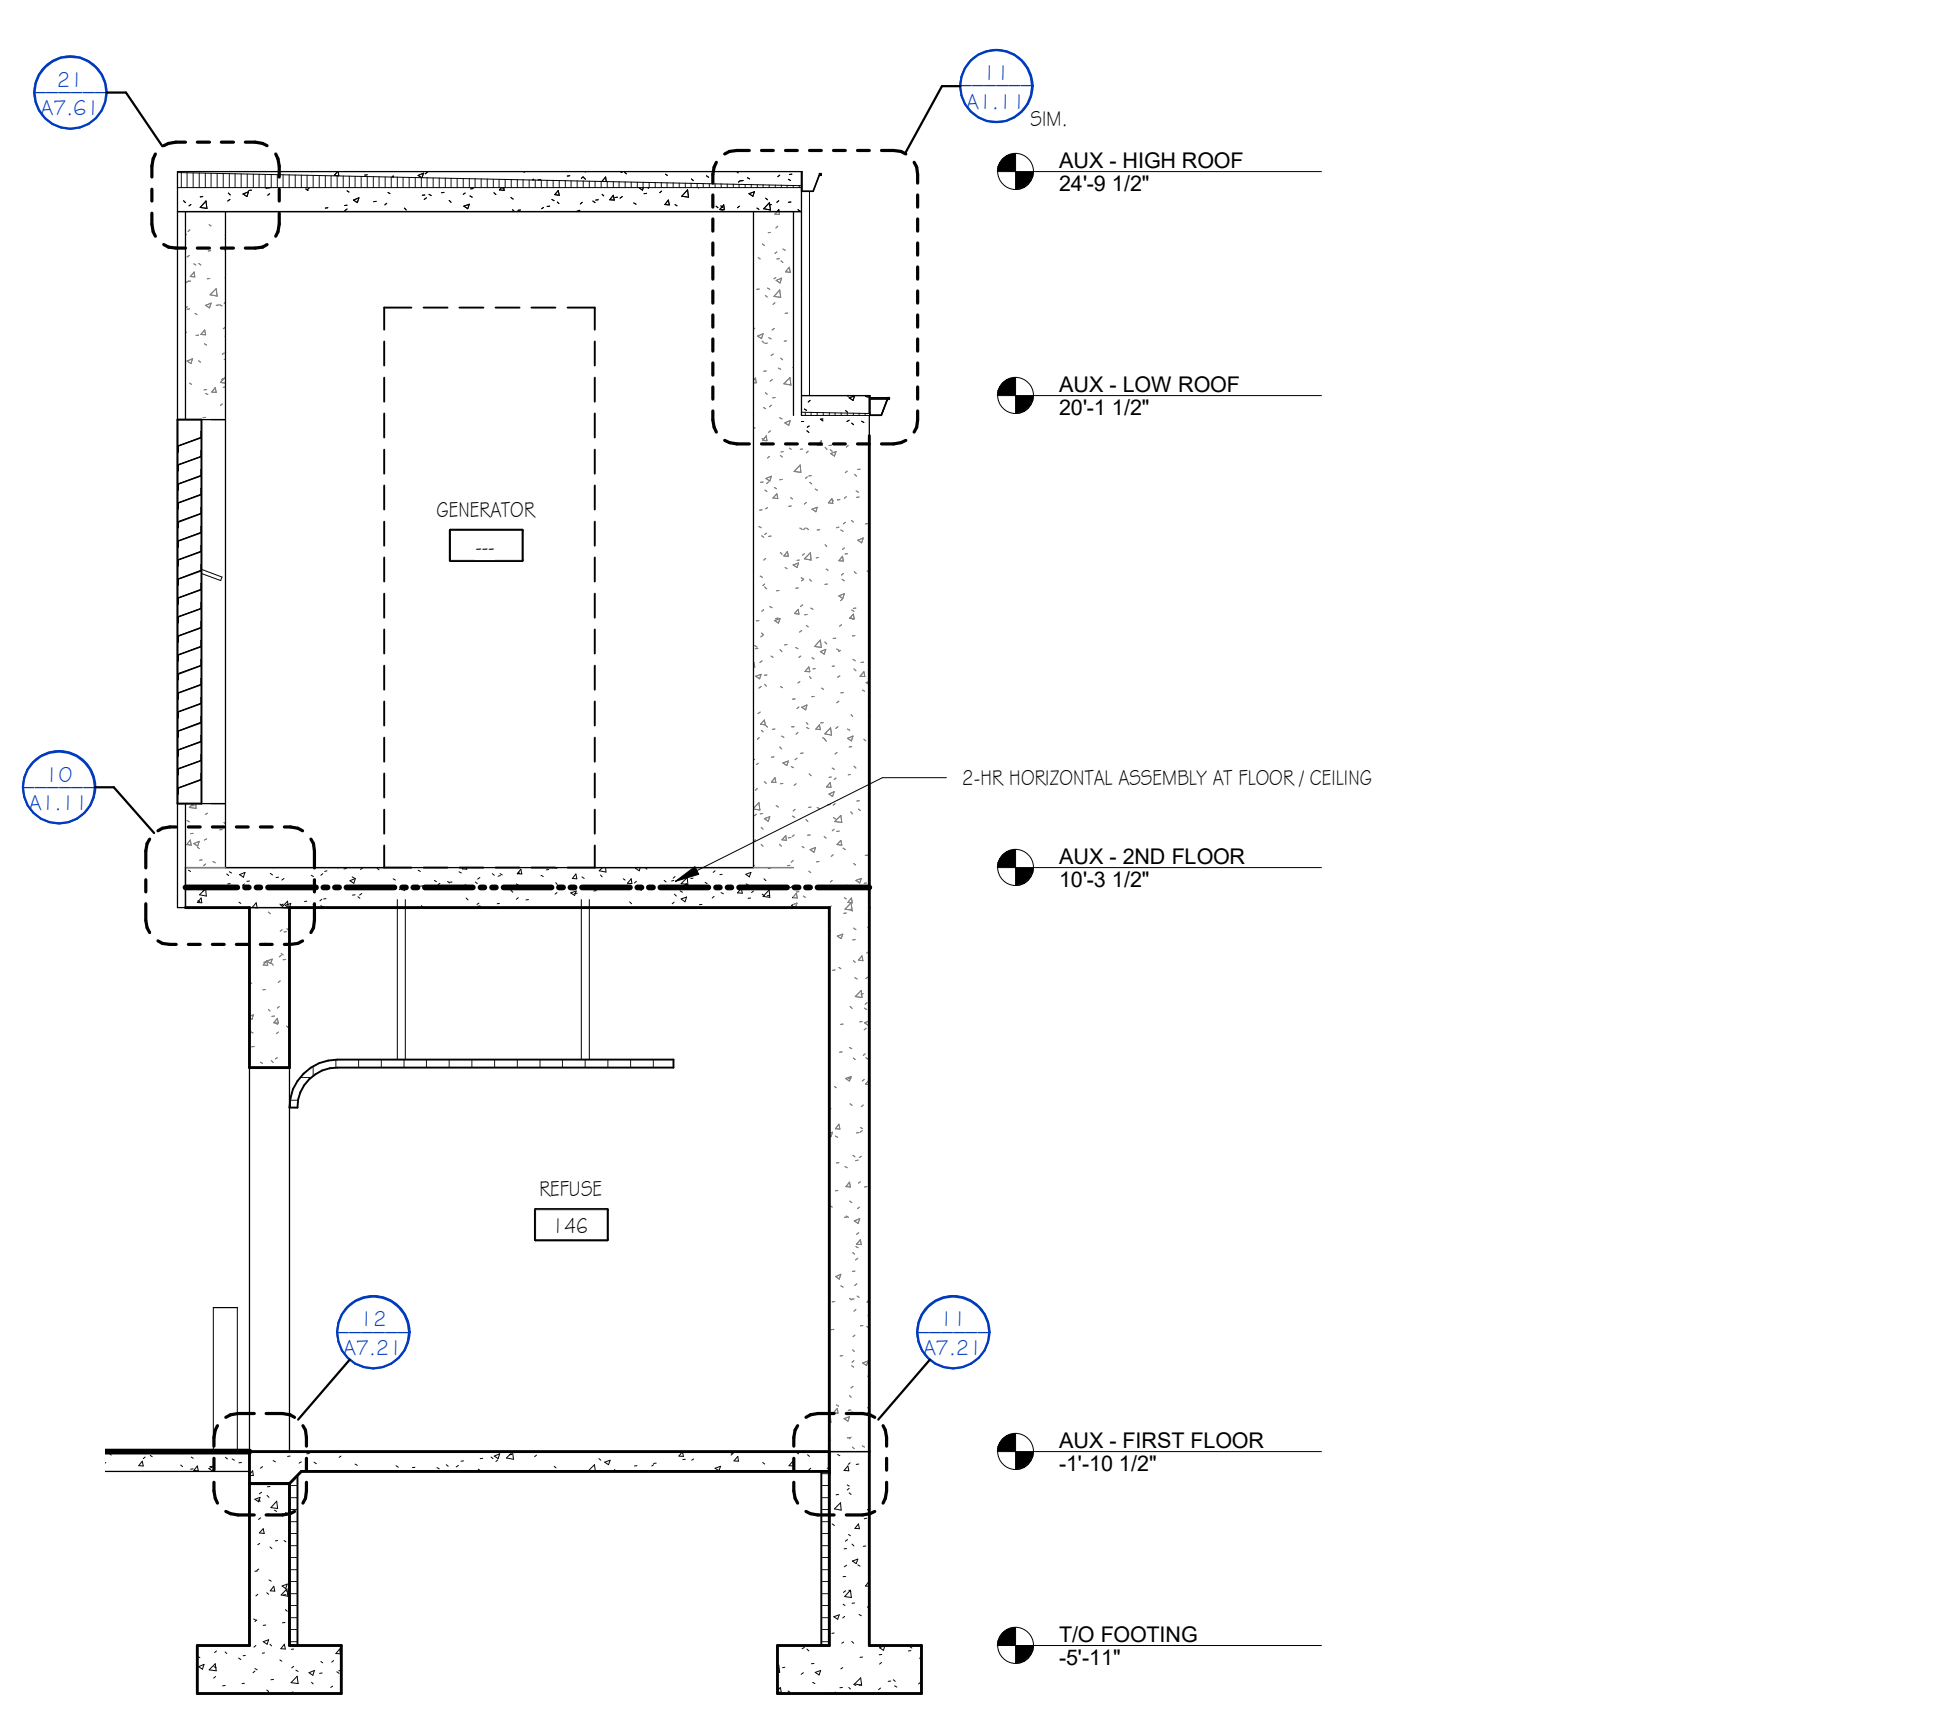 21
A7.61
11
A1.11
SIM.
AUX - HIGH ROOF
24'-9 1/2"
AUX - LOW ROOF
20'-1 1/2"
GENERATOR
---
10
A1.11
2-HR HORIZONTAL ASSEMBLY AT FLOOR / CEILING
AUX - 2ND FLOOR
10'-3 1/2"
REFUSE
146
12
A7.21
11
A7.21
AUX - FIRST FLOOR
-1'-10 1/2"
T/O FOOTING
-5'-11"